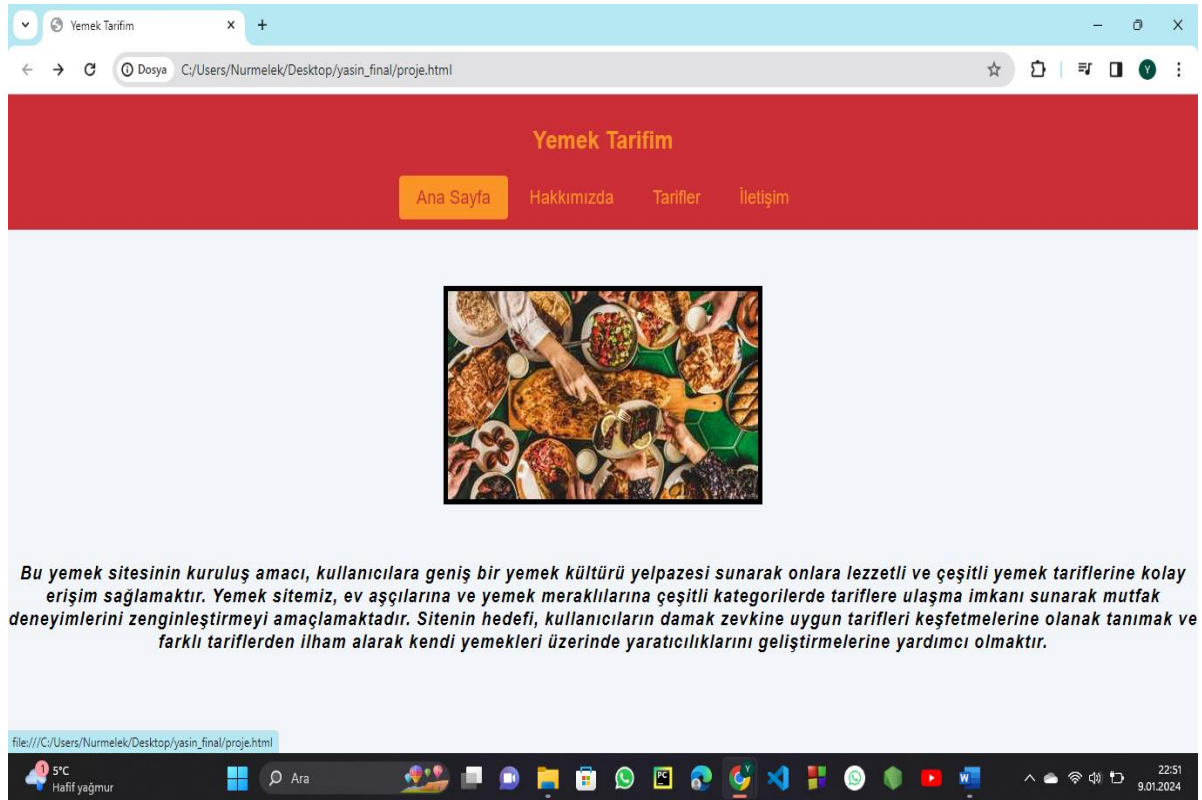 Yemek Tarifim
Dosya C:/Users/Nurmelek/Desktop/yasin_final/proje.html
Y
Yemek Tarifim
Ana Sayfa Hakkımızda Tarifler İletişim
Bu yemek sitesinin kuruluş amacı, kullanıcılara geniş bir yemek kültürü yelpazesi sunarak onlara lezzetli ve çeşitli yemek tariflerine kolay
erişim sağlamaktır. Yemek sitemiz, ev aşçılarına ve yemek meraklılarına çeşitli kategorilerde tariflere ulaşma imkanı sunarak mutfak
deneyimlerini zenginleştirmeyi amaçlamaktadır. Sitenin hedefi, kullanıcıların damak zevkine uygun tarifleri keşfetmelerine olanak tanımak ve
farklı tariflerden ilham alarak kendi yemekleri üzerinde yaratıcılıklarını geliştirmelerine yardımcı olmaktır.
file:///C:/Users/Nurmelek/Desktop/yasin_final/proje.html
1
5°C
Hafif yağmur
Ara
PC
Y
W
22:51
9.01.2024